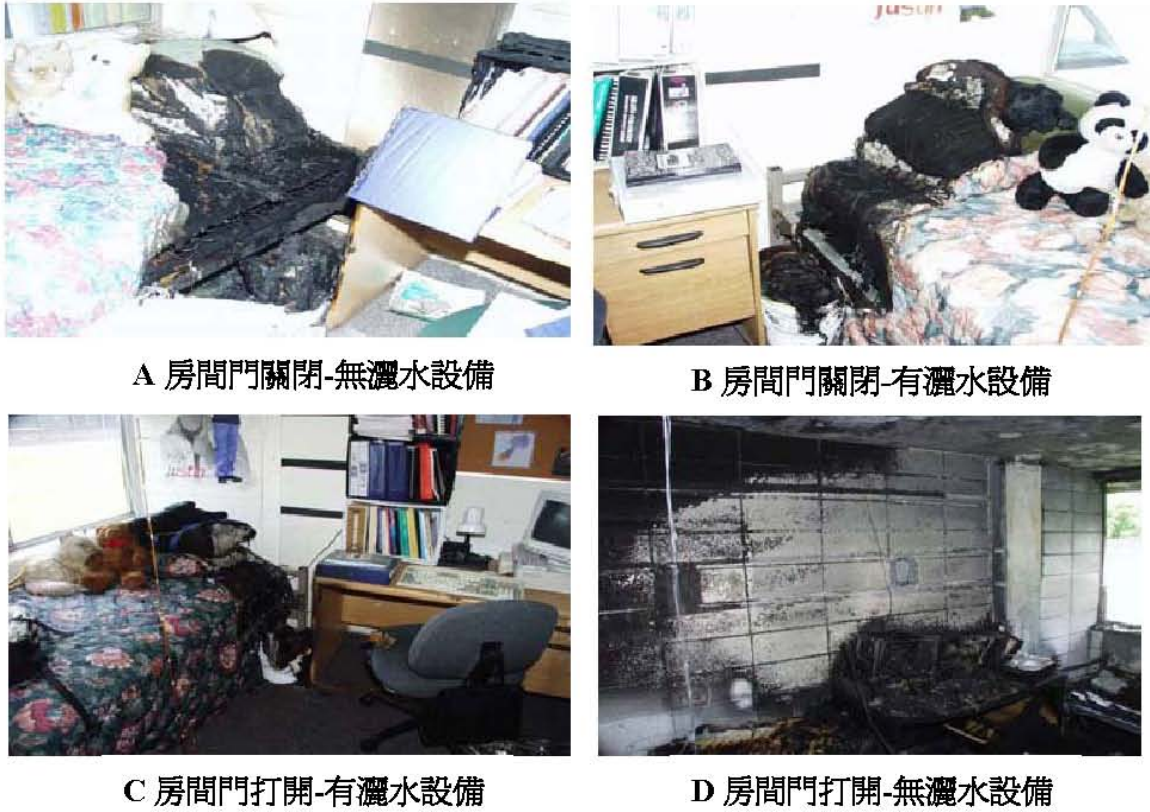 Justin
A 房間門關閉-無灑水設備
B 房間門關閉-有灑水設備
C 房間門打開-有灑水設備
D 房間門打開-無灑水設備